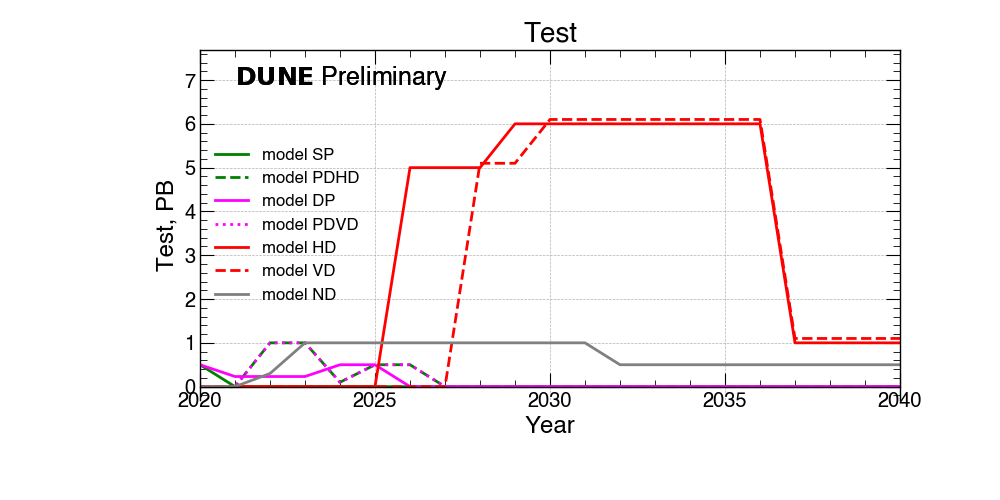 Test
DUNE Preliminary
7
6
5
4
3
2
1
0
Test, PB
model SP
model PDHD
model DP
model PDVD
model HD
model VD
model ND
2020 2025 2030 2035 2040
Year